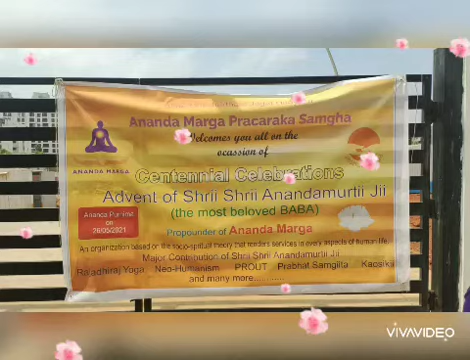 Ananda Marga Pracaraka Samgha
Welcomes you all on the
ocassion of
ANANDA MARGA
Centennial Celebrations
Advent of Shrii Shrii Anandamurtii Jii
(the most beloved BABA)
Ananda Purnima
on
26/05/2021
Propounder of Ananda Marga
An organization based on the socio-spiritual theory that renders services in every aspects of human life.
Major Contribution of Shrii Shrii Anandamurtii Jii
Rajadhiraj Yoga Neo-Humanism PROUT Prabhat Samgiita Kaosikii
and many more..........
VIVAVIDEO